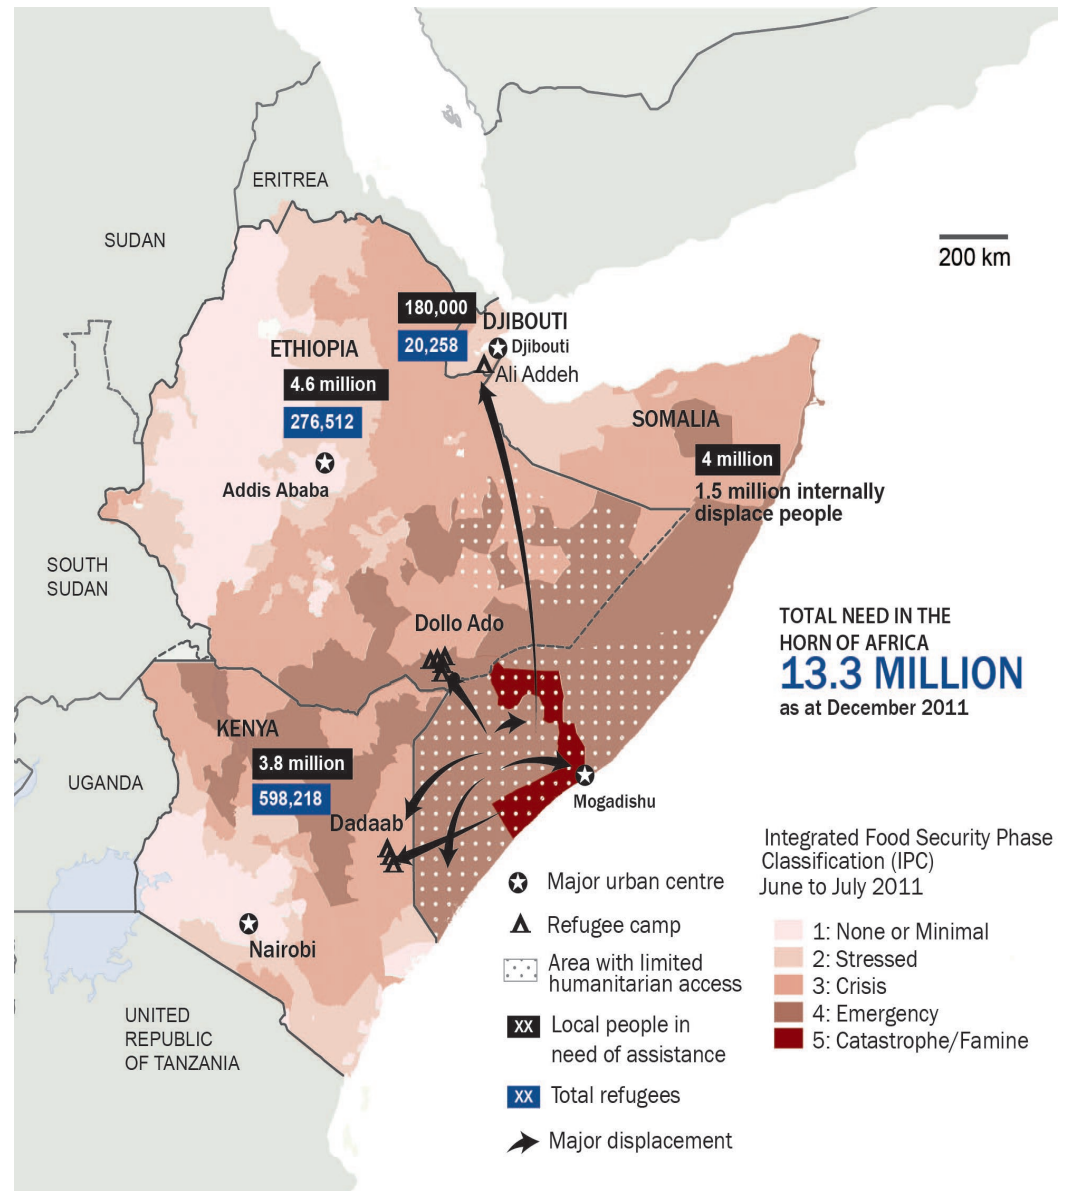 ERITREA
SUDAN
200 km
180,000
DJIBOUTI
20,258
Djibouti
ETHIOPIA
Ali Addeh
4.6 million
276,512
SOMALIA
4 million
Addis Ababa
1.5 million internally
displace people
SOUTH
SUDAN
TOTAL NEED IN THE
HORN OF AFRICA
13.3 MILLION
as at December 2011
Dollo Ado
KENYA
3.8 million
598,218
UGANDA
Dadaab
Mogadishu
Nairobi
UNITED
REPUBLIC
OF TANZANIA
Major urban centre
Refugee camp
Area with limited
humanitarian access
XX Local people in
need of assistance
XX Total refugees
Major displacement
Integrated Food Security Phase
Classification (IPC)
June to July 2011
1: None or Minimal
2: Stressed
3: Crisis
4: Emergency
5: Catastrophe/Famine